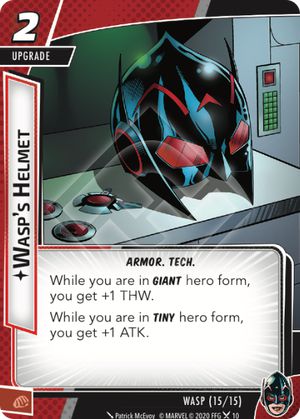 2
UPGRADE
WASP'S HELMET
ARMOR. TECH.
While you are in GIANT hero form,
you get +1 THW.
While you are in TINY hero form,
you get +1 ATK.
WASP (15/15)
Patrick McEvoy © MARVEL © 2020 FFG 10